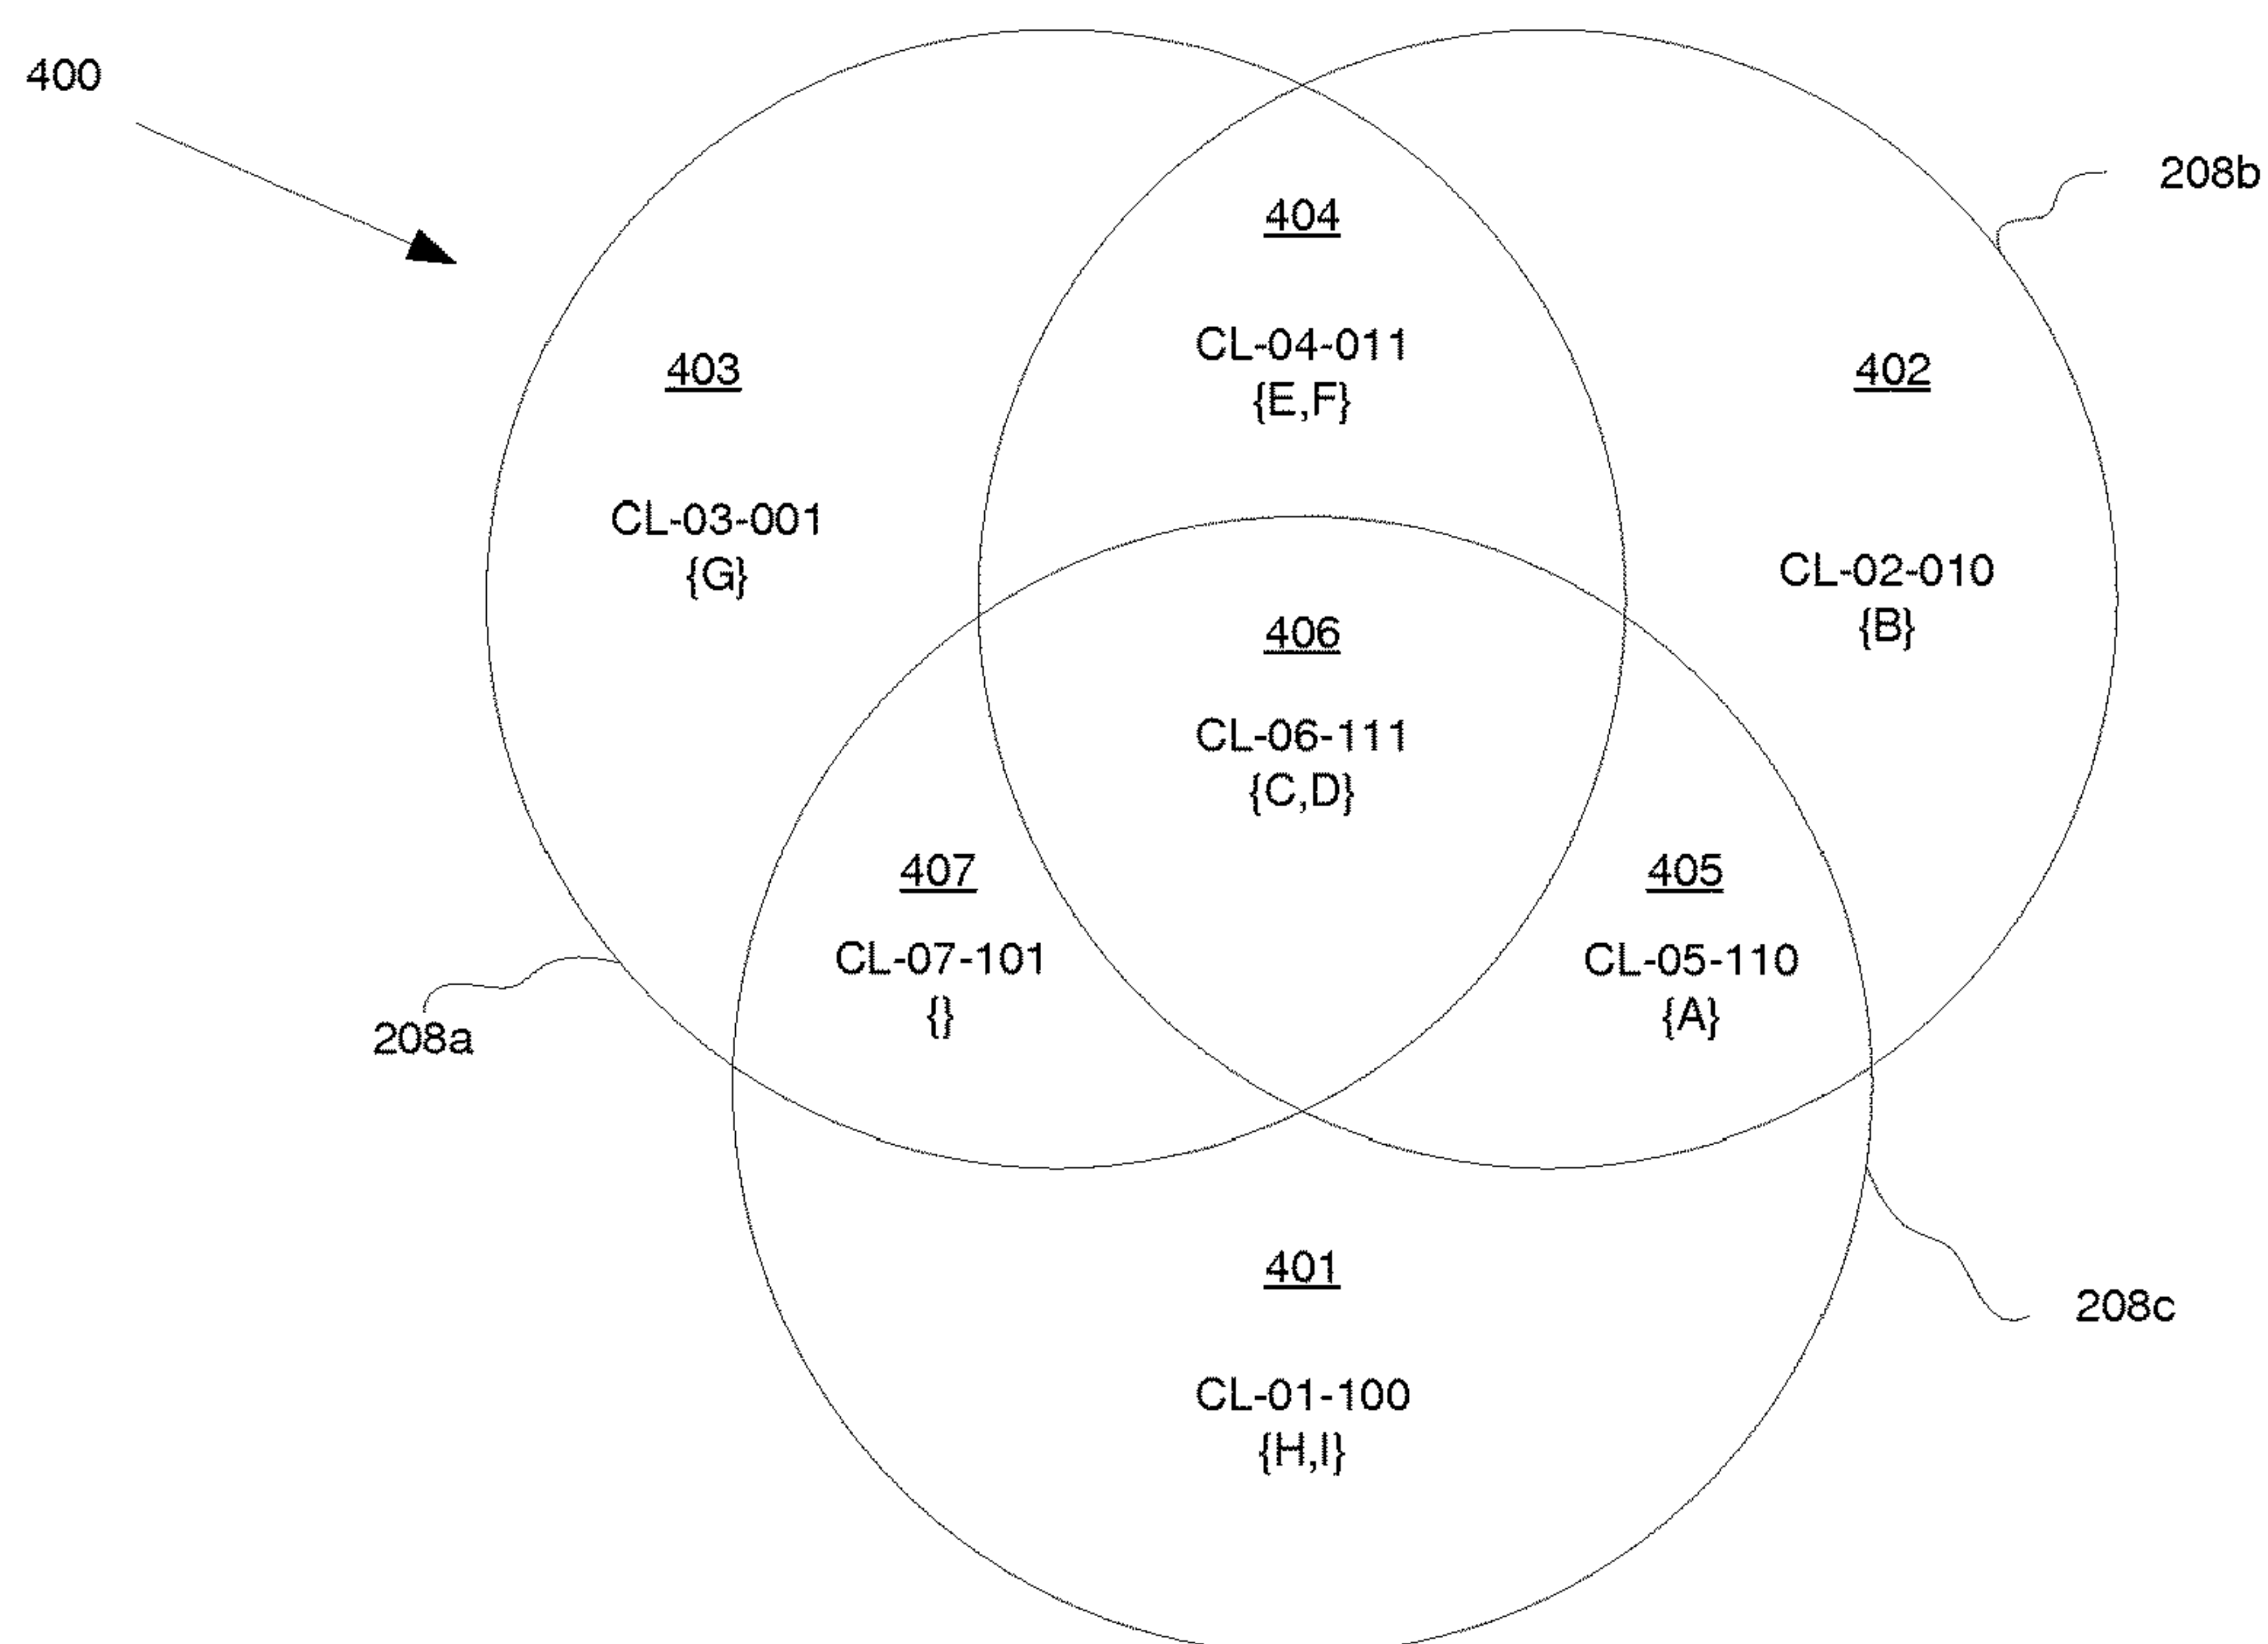 400
208b
404
CL-04-011
{E,F}
403
402
CL-03-001
{G}
CL-02-010
{B}
406
CL-06-111
{C,D}
407
405
CL-07-101
{}
CL-05-110
{A}
208a
401
208c
CL-01-100
{H,I}